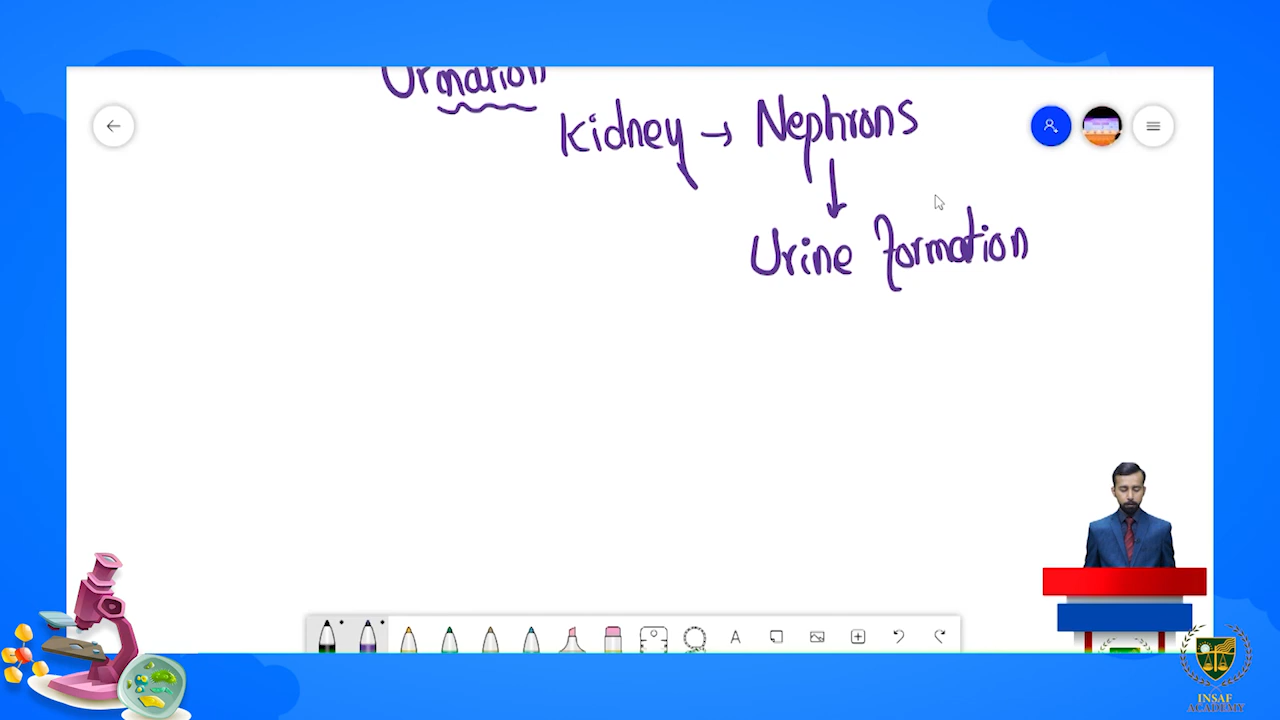 Kidney → Nephrons
↓
Urine Formation
A
INSAF
ACADEMY